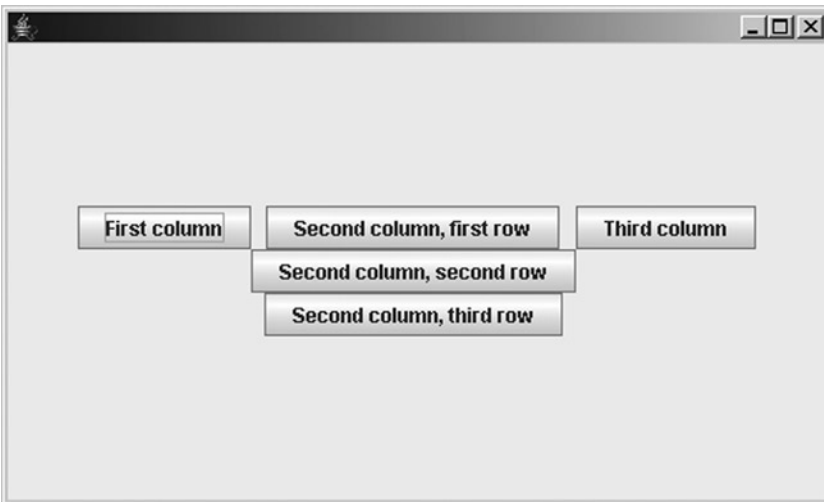 First column
Second column, first row
Third column
Second column, second row
Second column, third row